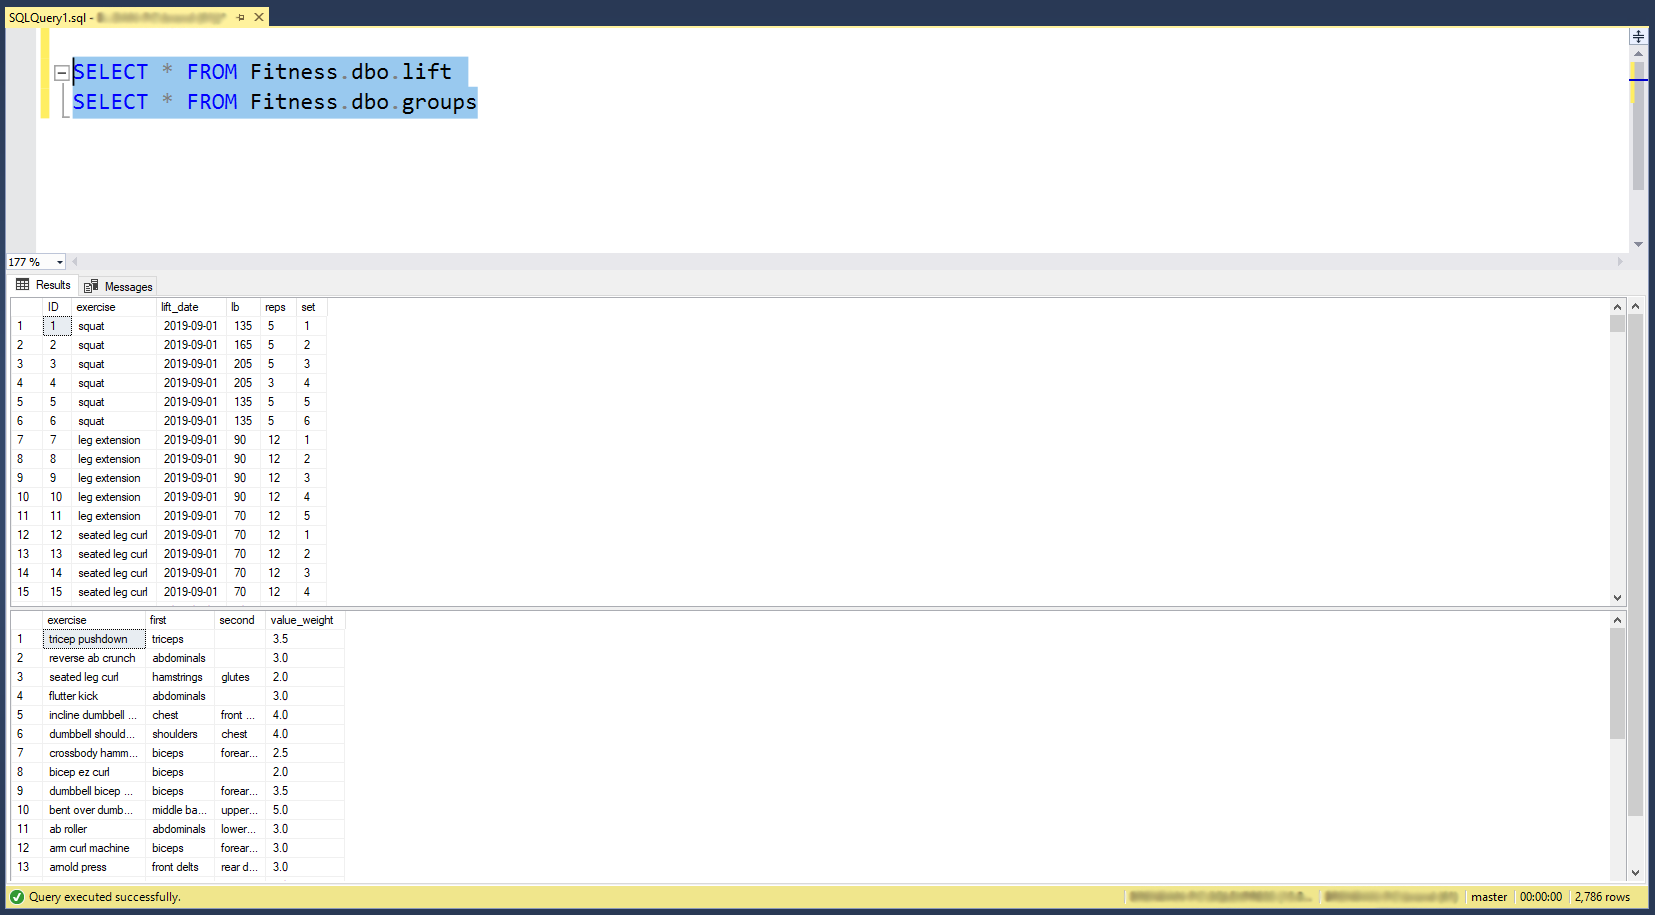 SQLQuery1.sql -
SELECT * FROM Fitness.dbo.lift
SELECT * FROM Fitness.dbo.groups
177 %
Results Messages
ID exercise lift_date lb reps set
1 1 squat 2019-09-01 135 5 1
2 2 squat 2019-09-01 165 5 2
3 3 squat 2019-09-01 205 5 3
4 4 squat 2019-09-01 205 3 4
5 5 squat 2019-09-01 135 5 5
6 6 squat 2019-09-01 135 5 6
7 7 leg extension 2019-09-01 90 12 1
8 8 leg extension 2019-09-01 90 12 2
9 9 leg extension 2019-09-01 90 12 3
10 10 leg extension 2019-09-01 90 12 4
11 11 leg extension 2019-09-01 70 12 5
12 12 seated leg curl 2019-09-01 70 12 1
13 13 seated leg curl 2019-09-01 70 12 2
14 14 seated leg curl 2019-09-01 70 12 3
15 15 seated leg curl 2019-09-01 70 12 4
exercise first second value_weight
1 tricep pushdown triceps 3.5
2 reverse ab crunch abdominals 3.0
3 seated leg curl hamstrings glutes 2.0
4 flutter kick abdominals 3.0
5 incline dumbbell ... chest front ... 4.0
6 dumbbell should... shoulders chest 4.0
7 crossbody hamm... biceps forear... 2.5
8 bicep ez curl biceps 2.0
9 dumbbell bicep ... biceps forear... 3.5
10 bent over dumb... middle ba... upper... 5.0
11 ab roller abdominals lower... 3.0
12 arm curl machine biceps forear... 3.0
13 arnold press front delts rear d... 3.0
Query executed successfully. master 00:00:00 2,786 rows